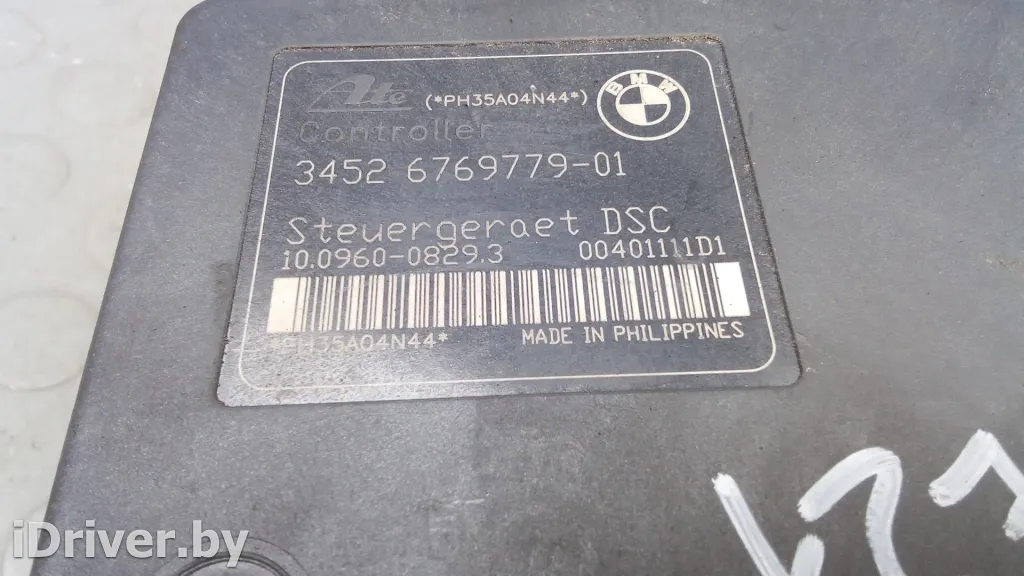 Ate (*PH35A04N44*) BMW
Controller
3452 6769779-01
Steuergeraet DSC
10.0960-0829.3 00401111D1
*PH35A04N44* MADE IN PHILIPPINES
iDriver.by